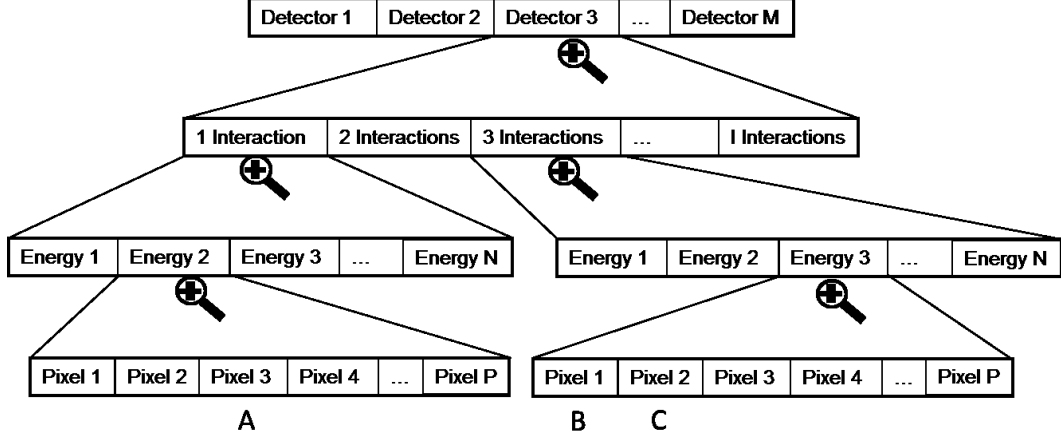 Detector 1 Detector 2 Detector 3 ... Detector M
1 Interaction 2 Interactions 3 Interactions ... I Interactions
Energy 1 Energy 2 Energy 3 ... Energy N Energy 1 Energy 2 Energy 3 ... Energy N
Pixel 1 Pixel 2 Pixel 3 Pixel 4 ... Pixel P Pixel 1 Pixel 2 Pixel 3 Pixel 4 ... Pixel P
A B C